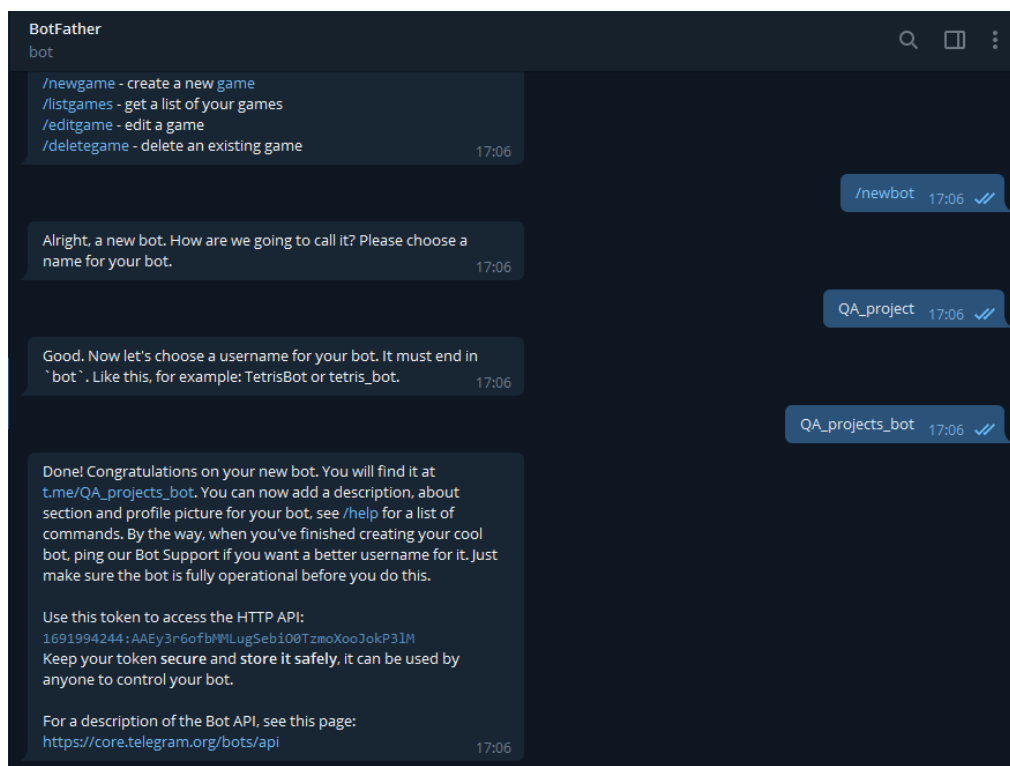 BotFather
bot
/newgame - create a new game
/listgames - get a list of your games
/editgame - edit a game
/deletegame - delete an existing game
17:06
/newbot 17:06
Alright, a new bot. How are we going to call it? Please choose a
name for your bot.
17:06
QA_project 17:06
Good. Now let's choose a username for your bot. It must end in
`bot`. Like this, for example: TetrisBot or tetris_bot.
17:06
QA_projects_bot 17:06
Done! Congratulations on your new bot. You will find it at
t.me/QA_projects_bot. You can now add a description, about
section and profile picture for your bot, see /help for a list of
commands. By the way, when you've finished creating your cool
bot, ping our Bot Support if you want a better username for it. Just
make sure the bot is fully operational before you do this.
Use this token to access the HTTP API:
1691994244:AAEy3r6ofbMMLugSebiO0TzmoXooJokP3lM
Keep your token secure and store it safely, it can be used by
anyone to control your bot.
For a description of the Bot API, see this page:
https://core.telegram.org/bots/api
17:06